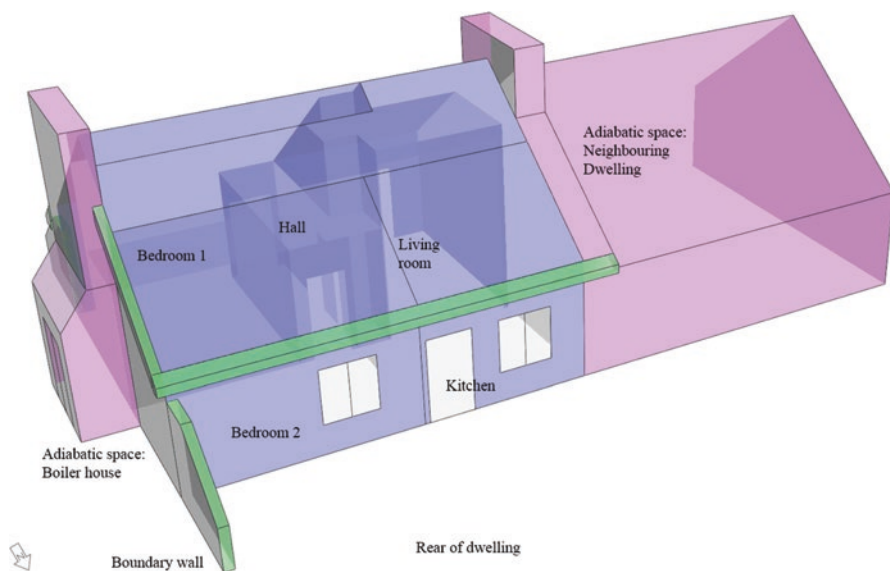 Adiabatic space:
Neighbouring
Dwelling
Bedroom 1
Hall
Living
room
Kitchen
Bedroom 2
Adiabatic space:
Boiler house
Boundary wall
Rear of dwelling